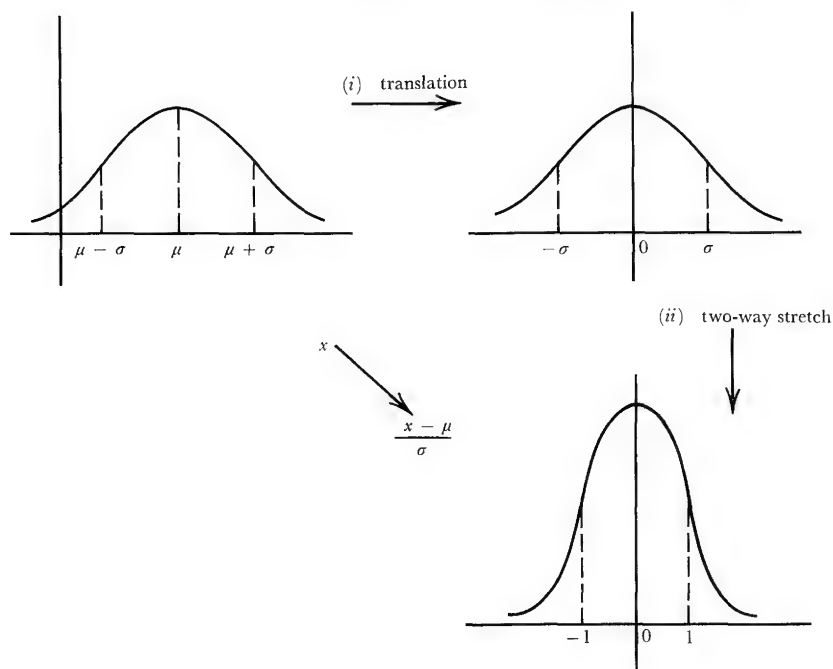 (i) translation
μ − σ μ μ + σ
−σ 0 σ
(ii) two-way stretch
x
x − μ
σ
−1 0 1